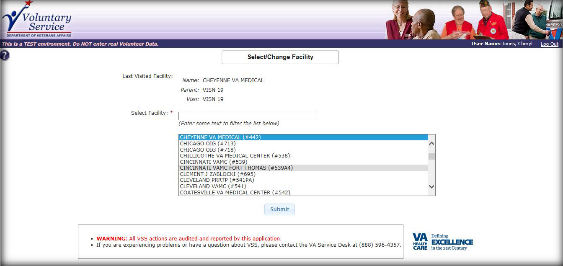 Voluntary
Service
DEPARTMENT OF VETERANS AFFAIRS
This is a TEST environment. Do NOT enter real Volunteer Data.
User Name: Jones, Cheryl Log Out
?
Select/Change Facility
Last Visited Facility:
Name: CHEYENNE VA MEDICAL
Parent: VISN 19
Visn: VISN 19
Select Facility: *
(Enter some text to filter the list below)
CHEYENNE VA MEDICAL (#442)
CHICAGO OIG (#713)
CHICAGO OIG (#718)
CHILLICOTHE VA MEDICAL CENTER (#538)
CINCINNATI VAMC (#539)
CINCINNATI VAMC FORT THOMAS (#539A4)
CLEMENT J ZABLOCKI (#695)
CLEVELAND PRRTP (#541PA)
CLEVELAND VAMC (#541)
COATESVILLE VA MEDICAL CENTER (#542)
Submit
WARNING: All VSS actions are audited and reported by this application.
If you are experiencing problems or have a question about VSS, please contact the VA Service Desk at (888) 596-4357.
VA
HEALTH
CARE
Defining
EXCELLENCE
in the 21st Century